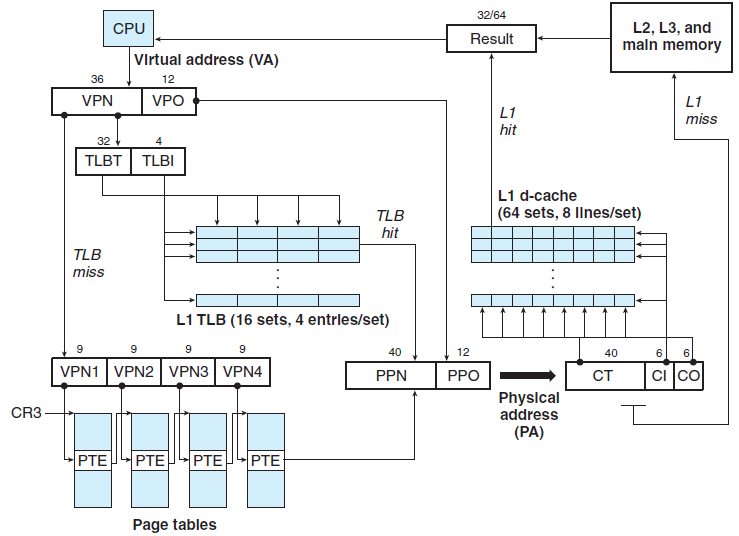 32/64
CPU
Result
L2, L3, and
main memory
Virtual address (VA)
36
12
VPN
VPO
L1
hit
L1
miss
32
4
TLBT
TLBI
L1 d-cache
(64 sets, 8 lines/set)
TLB
hit
TLB
miss
. . .
. . .
L1 TLB (16 sets, 4 entries/set)
9
9
9
9
40
12
40
6
6
VPN1
VPN2
VPN3
VPN4
PPN
PPO
CT
CI
CO
Physical
address
(PA)
CR3
PTE
PTE
PTE
PTE
Page tables